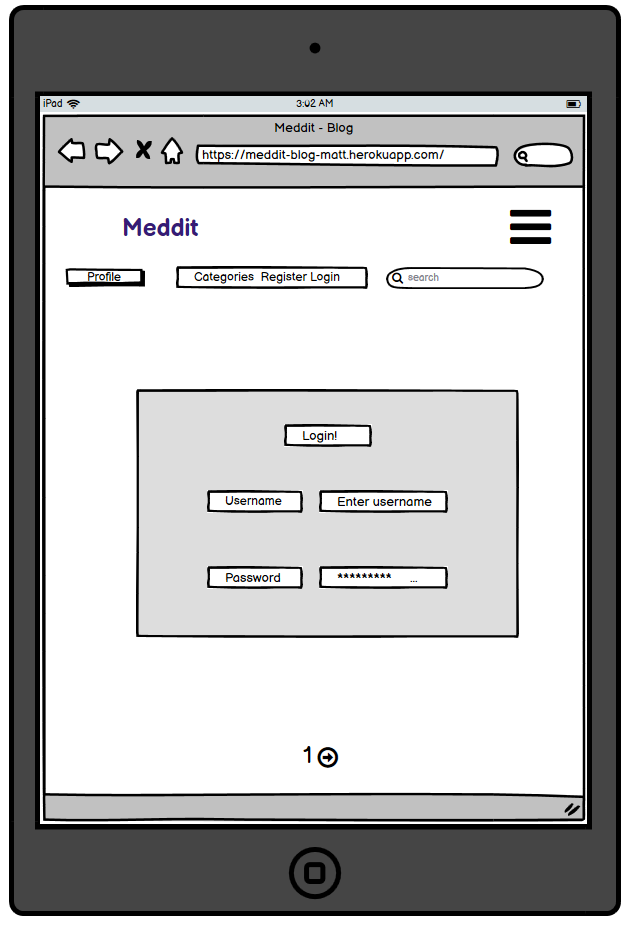 iPad 3:02 AM
Meddit - Blog
https://meddit-blog-matt.herokuapp.com/
Meddit
Profile Categories Register Login search
Login!
Username Enter username
Password ********* ...
1